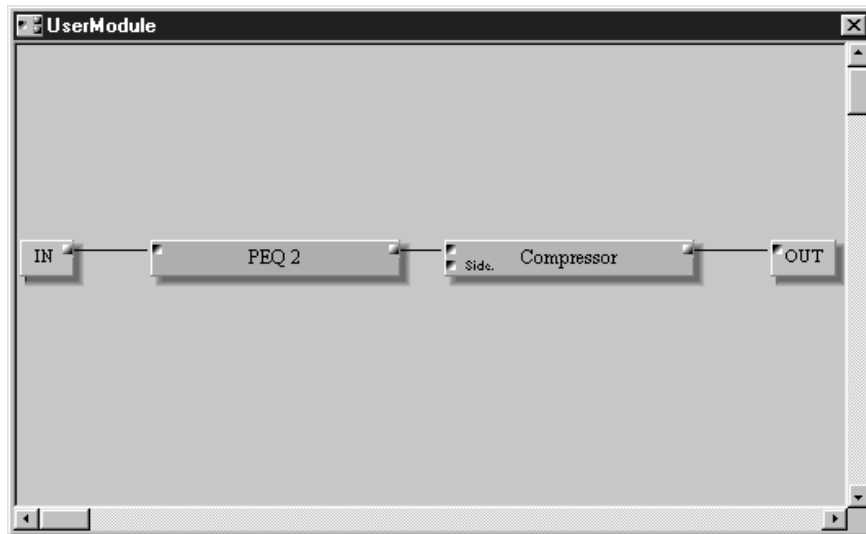 UserModule
IN
PEQ 2
Side.
Compressor
OUT